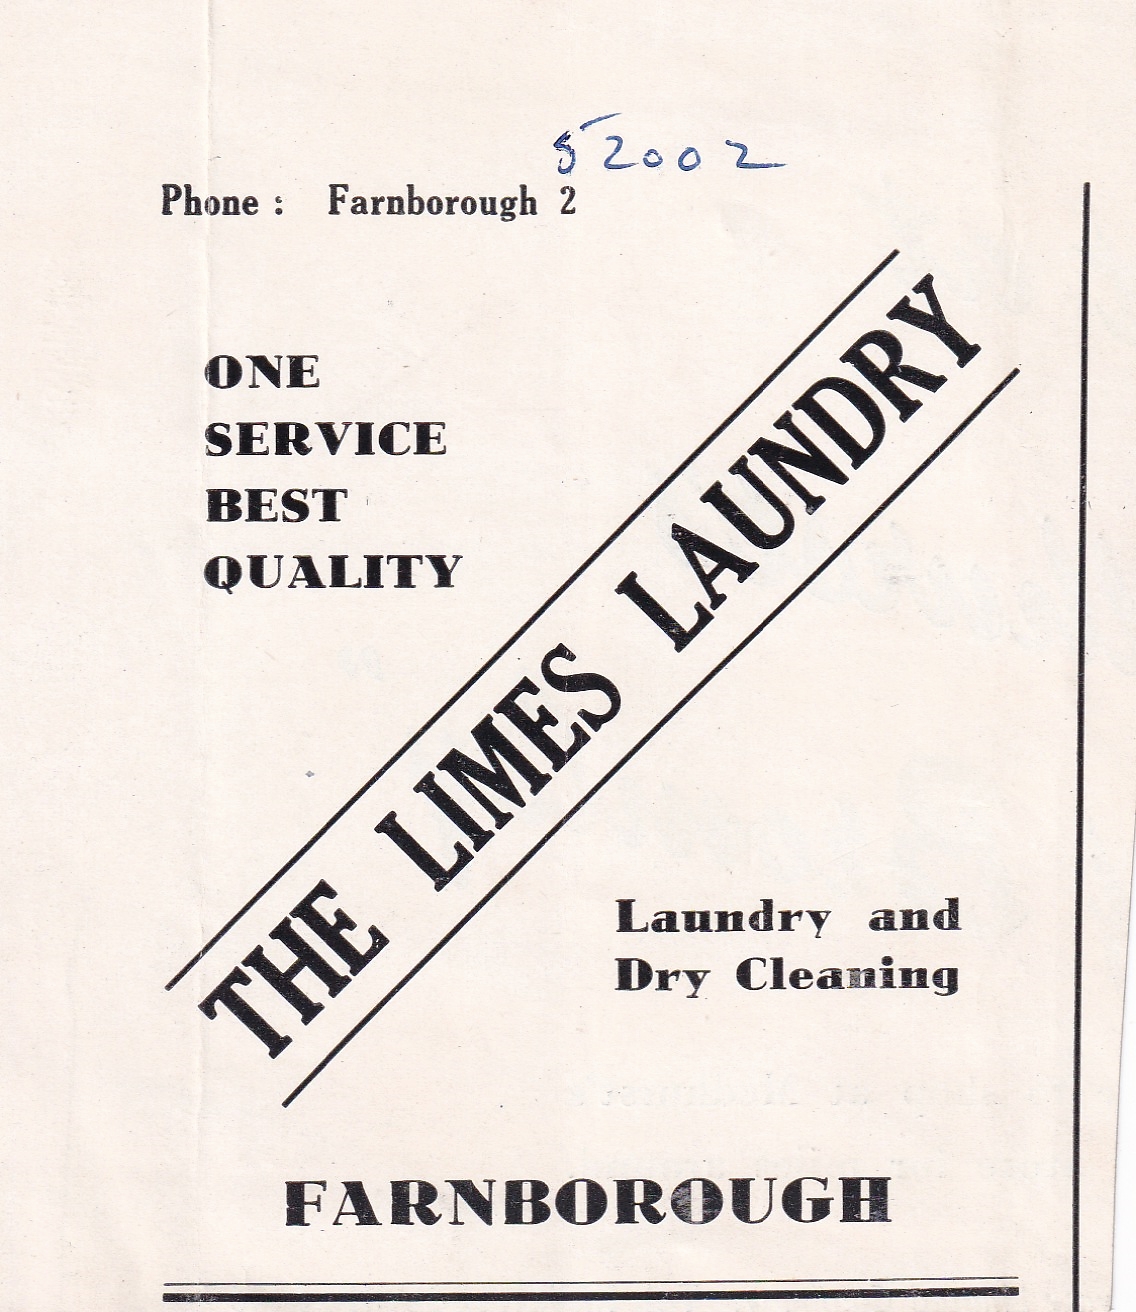 52002
Phone : Farnborough 2
ONE
SERVICE
BEST
QUALITY
THE LIMES LAUNDRY
Laundry and
Dry Cleaning
FARNBOROUGH